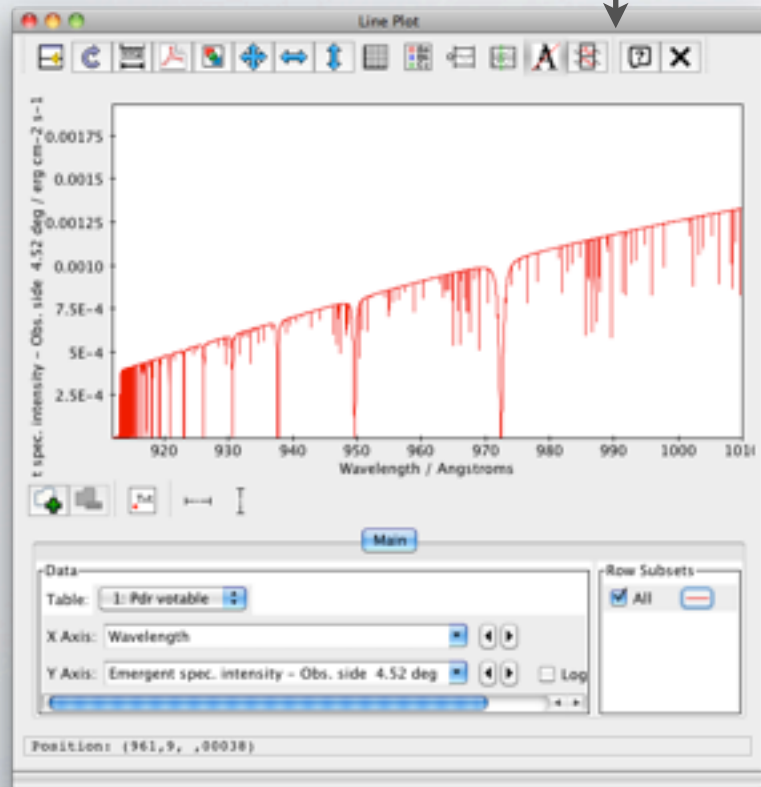 Line Plot
t spec. intensity - Obs. side 4.52 deg / erg cm-2 s-1
0.00175
0.0015
0.00125
0.0010
7.5E-4
5E-4
2.5E-4
920 930 940 950 960 970 980 990 1000 101
Wavelength / Angstroms
Main
Data
Table: 1: Pdr votable
X Axis: Wavelength
Y Axis: Emergent spec. intensity - Obs. side 4.52 deg
Log
Row Subsets
All
Position: (961,9, ,00038)